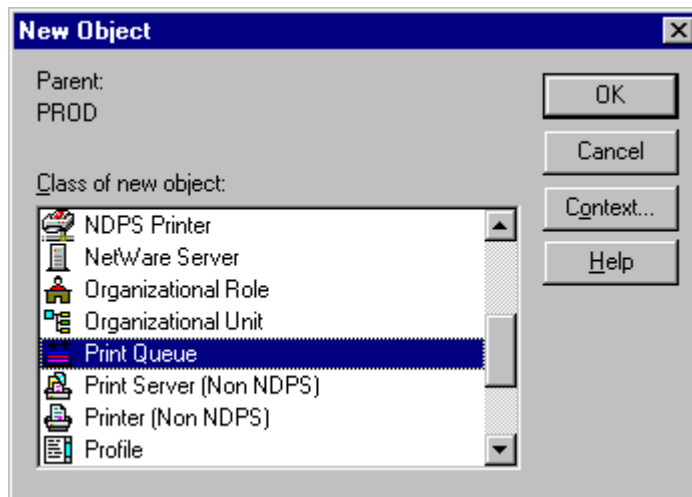 New Object
Parent:
PROD
Class of new object:
NDPS Printer
NetWare Server
Organizational Role
Organizational Unit
Print Queue
Print Server (Non NDPS)
Printer (Non NDPS)
Profile
OK
Cancel
Context...
Help